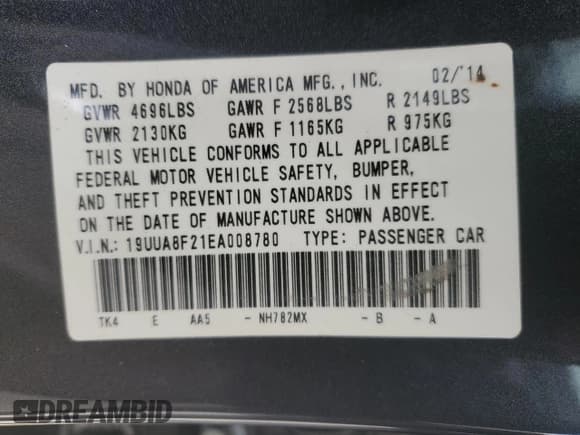 MFD. BY HONDA OF AMERICA MFG., INC. 02/'14
GVWR 4696LBS GAWR F 2568LBS R 2149LBS
GVWR 2130KG GAWR F 1165KG R 975KG
THIS VEHICLE CONFORMS TO ALL APPLICABLE
FEDERAL MOTOR VEHICLE SAFETY, BUMPER,
AND THEFT PREVENTION STANDARDS IN EFFECT
ON THE DATE OF MANUFACTURE SHOWN ABOVE.
V.I.N.: 19UUA8F21EA008780 TYPE: PASSENGER CAR
TK4 E AA5 - NH782MX - B - A
DREAMBID